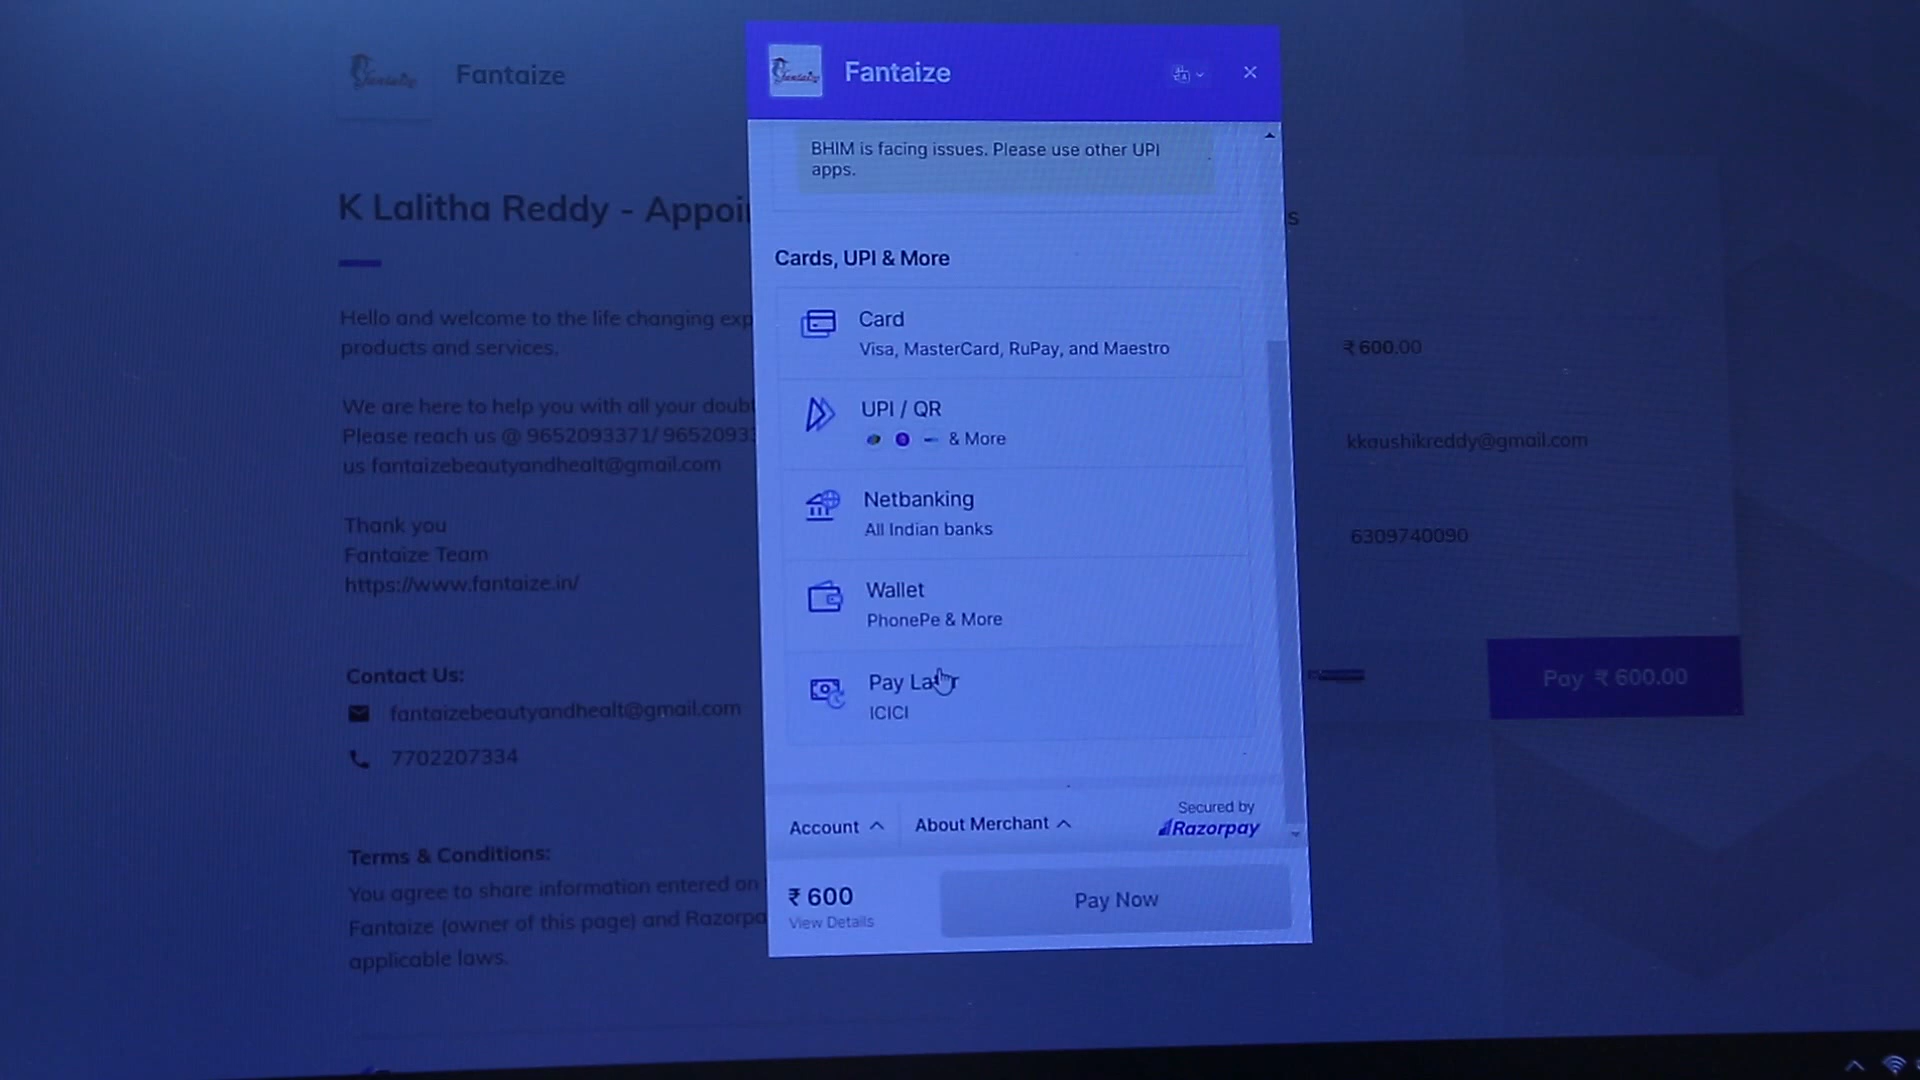 Fantaize
K Lalitha Reddy - Appoi
Hello and welcome to the life changing exp
products and services.
We are here to help you with all your doubt
Please reach us @ 9652093371/ 96520933
us fantaizebeautyandhealt@gmail.com
Thank you
Fantaize Team
https://www.fantaize.in/
Contact Us:
fantaizebeautyandhealt@gmail.com
7702207334
Terms & Conditions:
You agree to share information entered on
Fantaize (owner of this page) and Razorpa
applicable laws.
Fantaize
BHIM is facing issues. Please use other UPI
apps.
Cards, UPI & More
Card
Visa, MasterCard, RuPay, and Maestro
UPI / QR
& More
Netbanking
All Indian banks
Wallet
PhonePe & More
Pay Later
ICICI
Account
About Merchant
Secured by
Razorpay
₹ 600
View Details
Pay Now
s
₹ 600.00
kkaushikreddy@gmail.com
6309740090
Pay ₹ 600.00